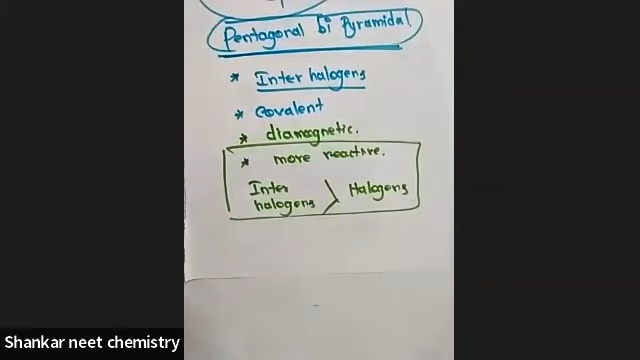 Pentagonal bi Pyramidal
* Inter halogens
* Covalent
* diamagnetic.
* more reactive.
Inter halogens > Halogens
Shankar neet chemistry